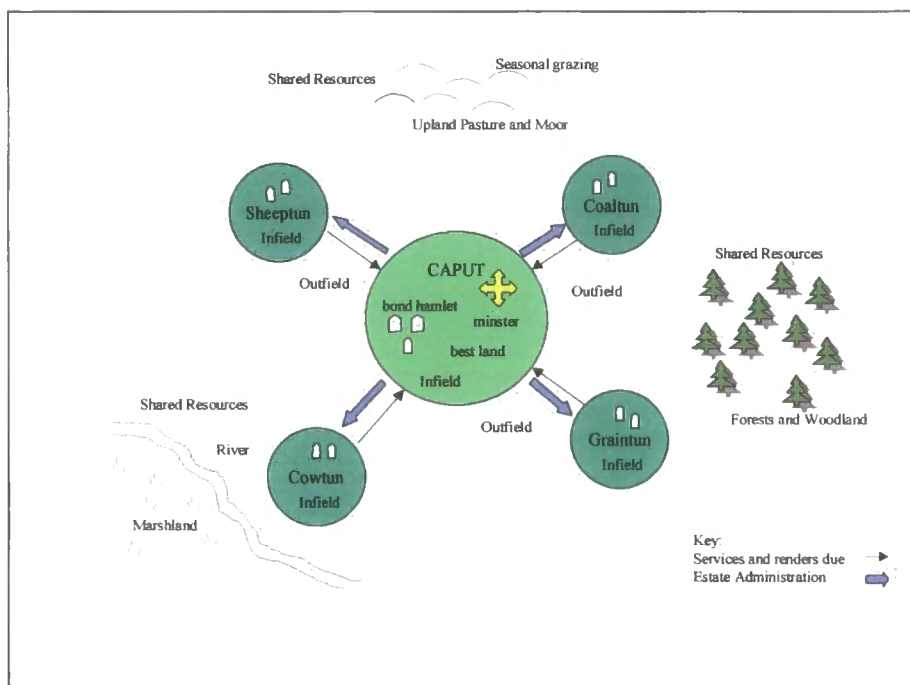 Seasonal grazing
Shared Resources
Upland Pasture and Moor
Sheeptun
Infield
Coaltun
Infield
Outfield
CAPUT
bond hamlet
minster
best land
Infield
Outfield
Shared Resources
Forests and Woodland
Shared Resources
River
Marshland
Cowtun
Infield
Outfield
Graintun
Infield
Key:
Services and renders due
Estate Administration